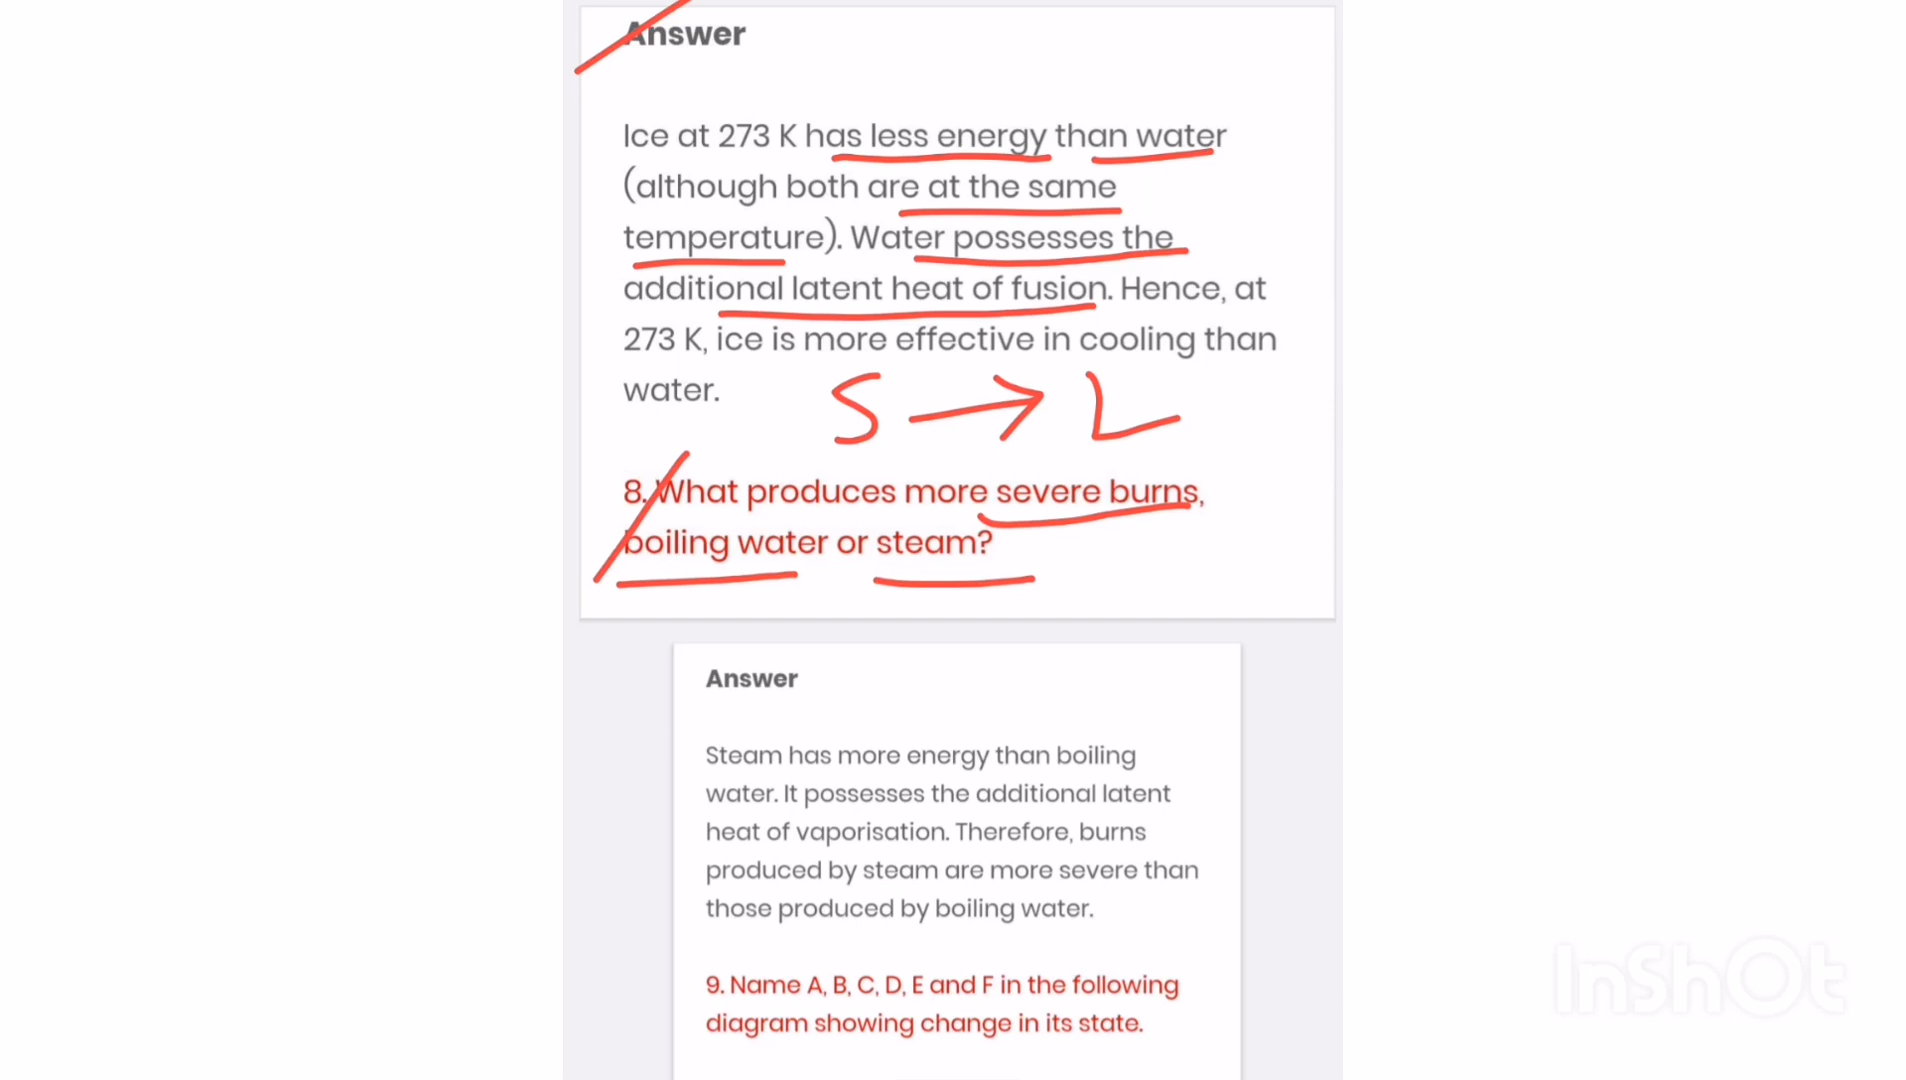 Answer
Ice at 273 K has less energy than water
(although both are at the same
temperature). Water possesses the
additional latent heat of fusion. Hence, at
273 K, ice is more effective in cooling than
water.
S → L
8. What produces more severe burns,
boiling water or steam?
Answer
Steam has more energy than boiling
water. It possesses the additional latent
heat of vaporisation. Therefore, burns
produced by steam are more severe than
those produced by boiling water.
9. Name A, B, C, D, E and F in the following
diagram showing change in its state.
InShOt